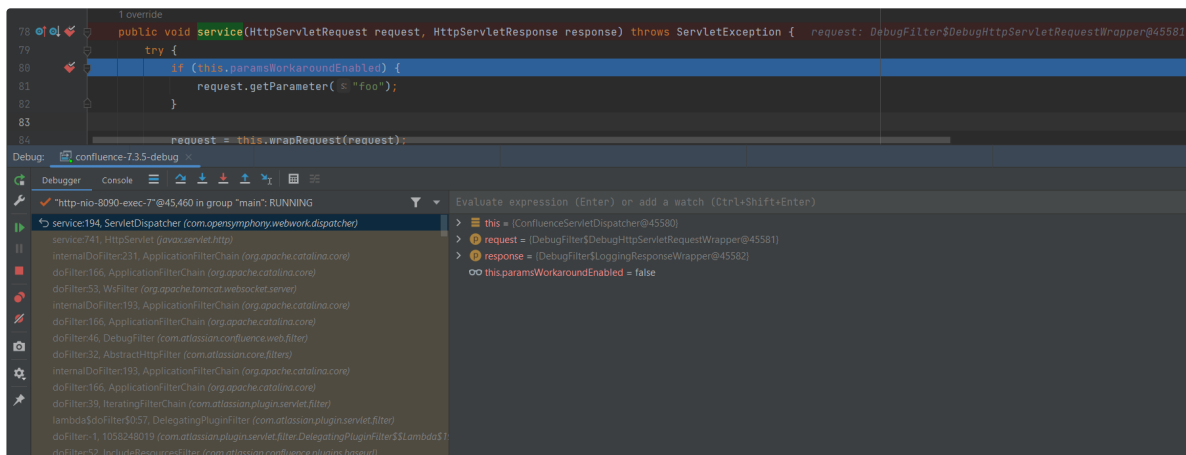 1 override
78 public void service(HttpServletRequest request, HttpServletResponse response) throws ServletException { request: DebugFilter$DebugHttpServletRequestWrapper@45581
79 try {
80 if (this.paramsWorkaroundEnabled) {
81 request.getParameter( s: "foo");
82 }
83
84 request = this.wrapRequest(request);
Debug: confluence-7.3.5-debug ×
Debugger Console
"http-nio-8090-exec-7"@45,460 in group "main": RUNNING
Evaluate expression (Enter) or add a watch (Ctrl+Shift+Enter)
service:194, ServletDispatcher (com.opensymphony.webwork.dispatcher)
service:741, HttpServlet (javax.servlet.http)
internalDoFilter:231, ApplicationFilterChain (org.apache.catalina.core)
doFilter:166, ApplicationFilterChain (org.apache.catalina.core)
doFilter:53, WsFilter (org.apache.tomcat.websocket.server)
internalDoFilter:193, ApplicationFilterChain (org.apache.catalina.core)
doFilter:166, ApplicationFilterChain (org.apache.catalina.core)
doFilter:46, DebugFilter (com.atlassian.confluence.web.filter)
doFilter:32, AbstractHttpFilter (com.atlassian.core.filters)
internalDoFilter:193, ApplicationFilterChain (org.apache.catalina.core)
doFilter:166, ApplicationFilterChain (org.apache.catalina.core)
doFilter:39, IteratingFilterChain (com.atlassian.plugin.servlet.filter)
lambda$doFilter$0:57, DelegatingPluginFilter (com.atlassian.plugin.servlet.filter)
doFilter:-1, 1058248019 (com.atlassian.plugin.servlet.filter.DelegatingPluginFilter$$Lambda$1
doFilter:52, IncludeResourcesFilter (com.atlassian.confluence.plugins.baseurl)
this = {ConfluenceServletDispatcher@45580}
request = {DebugFilter$DebugHttpServletRequestWrapper@45581}
response = {DebugFilter$LoggingResponseWrapper@45582}
this.paramsWorkaroundEnabled = false